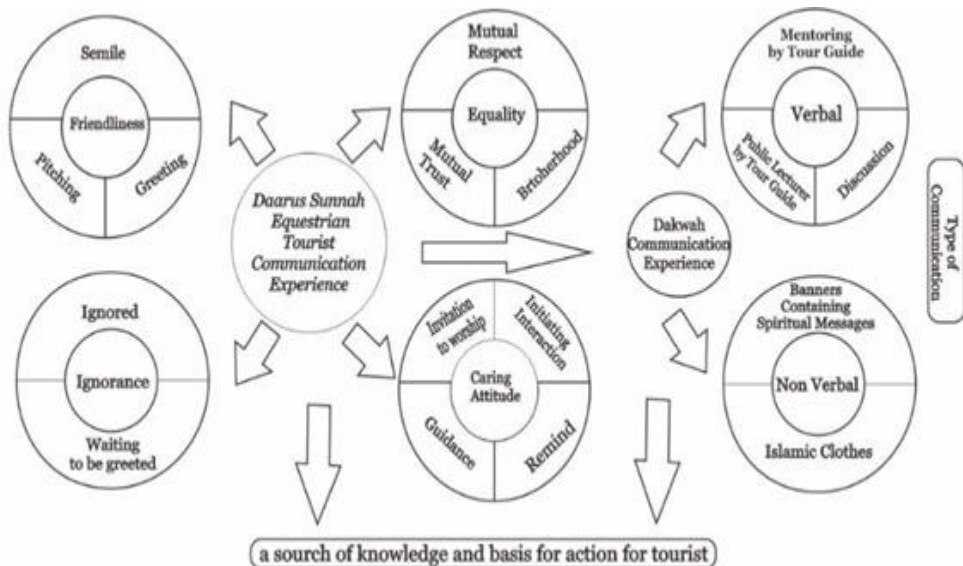 Semile
Friendliness
Pitching
Greeting
Mutual
Respect
Equality
Mutual
Trust
Brtoherhood
Mentoring
by Tour Guide
Verbal
Public Lecturer
by Tour Guide
Discussion
Daarus Sunnah
Equestrian
Tourist
Communication
Experience
Dakwah
Communication
Experience
Type of
Communication
Ignored
Ignorance
Waiting
to be greeted
Invitation
to worship
Initiating
Interaction
Caring
Attitude
Guidance
Remind
Banners
Containing
Spiritual Messages
Non Verbal
Islamic Clothes
a sourch of knowledge and basis for action for tourist